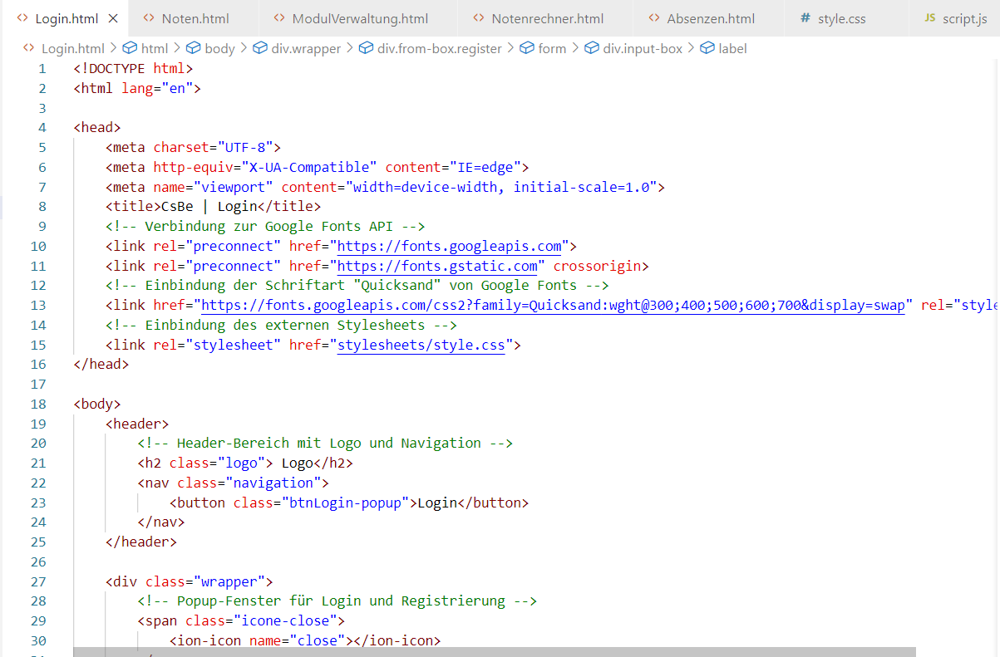 Login.html Noten.html ModulVerwaltung.html Notenrechner.html Absenzen.html # style.css JS script.js
Login.html > html > body > div.wrapper > div.from-box.register > form > div.input-box > label
1 <!DOCTYPE html>
2 <html lang="en">
3
4 <head>
5 <meta charset="UTF-8">
6 <meta http-equiv="X-UA-Compatible" content="IE=edge">
7 <meta name="viewport" content="width=device-width, initial-scale=1.0">
8 <title>CsBe | Login</title>
9 <!-- Verbindung zur Google Fonts API -->
10 <link rel="preconnect" href="https://fonts.googleapis.com">
11 <link rel="preconnect" href="https://fonts.gstatic.com" crossorigin>
12 <!-- Einbindung der Schriftart "Quicksand" von Google Fonts -->
13 <link href="https://fonts.googleapis.com/css2?family=Quicksand:wght@300;400;500;600;700&display=swap" rel="style
14 <!-- Einbindung des externen Stylesheets -->
15 <link rel="stylesheet" href="stylesheets/style.css">
16 </head>
17
18 <body>
19 <header>
20 <!-- Header-Bereich mit Logo und Navigation -->
21 <h2 class="logo"> Logo</h2>
22 <nav class="navigation">
23 <button class="btnLogin-popup">Login</button>
24 </nav>
25 </header>
26
27 <div class="wrapper">
28 <!-- Popup-Fenster für Login und Registrierung -->
29 <span class="icone-close">
30 <ion-icon name="close"></ion-icon>